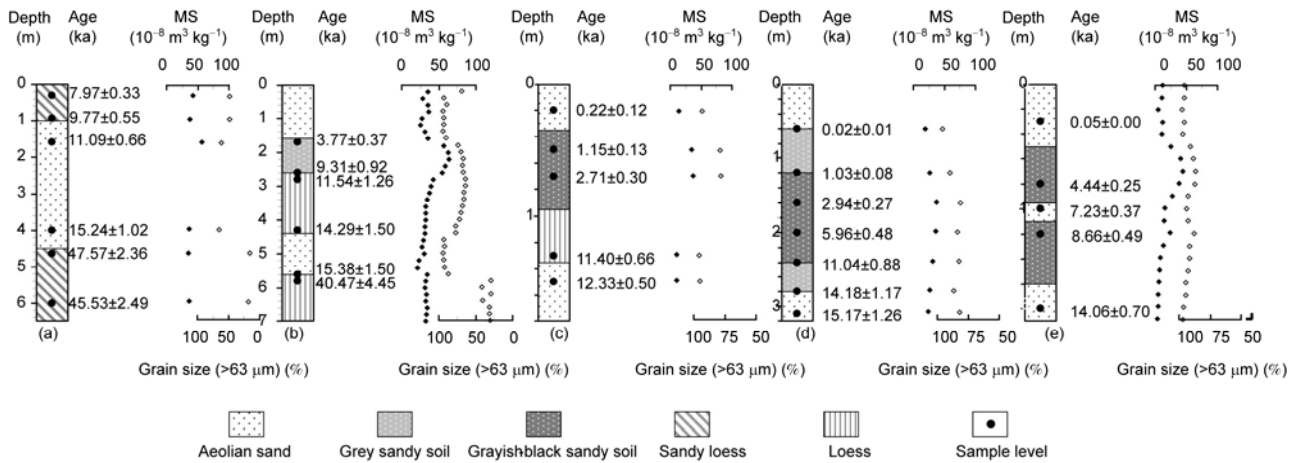 Depth (m) Age (ka) MS (10⁻⁸ m³ kg⁻¹) Depth (m) Age (ka) MS (10⁻⁸ m³ kg⁻¹) Depth (m) Age (ka) MS (10⁻⁸ m³ kg⁻¹) Depth (m) Age (ka) MS (10⁻⁸ m³ kg⁻¹) Depth (m) Age (ka) MS (10⁻⁸ m³ kg⁻¹)
0 50 100
0
1
2
3
4
5
6
7.97±0.33
9.77±0.55
11.09±0.66
15.24±1.02
47.57±2.36
45.53±2.49
(a)
100 50 0
0 50 100
0
1
2
3
4
5
6
7
3.77±0.37
9.31±0.92
11.54±1.26
14.29±1.50
15.38±1.50
40.47±4.45
(b)
100 50 0
0 50 100
0
1
0.22±0.12
1.15±0.13
2.71±0.30
11.40±0.66
12.33±0.50
(c)
100 75 50
0 50 100
0
1
2
3
0.02±0.01
1.03±0.08
2.94±0.27
5.96±0.48
11.04±0.88
14.18±1.17
15.17±1.26
(d)
100 75 50
0 50 100
0
0.05±0.00
4.44±0.25
7.23±0.37
8.66±0.49
14.06±0.70
(e)
100 75 50
Grain size (>63 μm) (%) Grain size (>63 μm) (%) Grain size (>63 μm) (%) Grain size (>63 μm) (%) Grain size (>63 μm) (%)
Aeolian sand Grey sandy soil Grayish-black sandy soil Sandy loess Loess Sample level